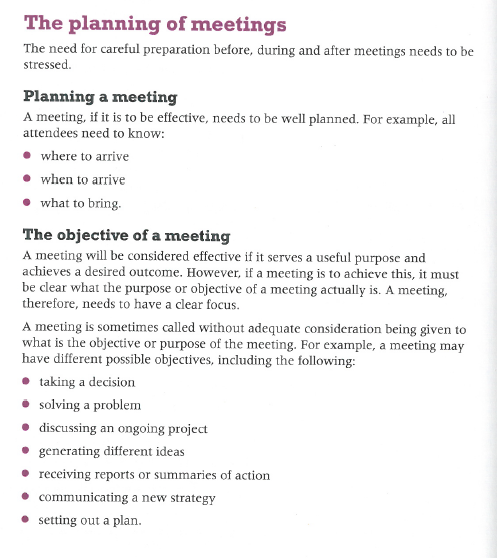 The planning of meetings
The need for careful preparation before, during and after meetings needs to be
stressed.
Planning a meeting
A meeting, if it is to be effective, needs to be well planned. For example, all
attendees need to know:
• where to arrive
• when to arrive
• what to bring.
The objective of a meeting
A meeting will be considered effective if it serves a useful purpose and
achieves a desired outcome. However, if a meeting is to achieve this, it must
be clear what the purpose or objective of a meeting actually is. A meeting,
therefore, needs to have a clear focus.
A meeting is sometimes called without adequate consideration being given to
what is the objective or purpose of the meeting. For example, a meeting may
have different possible objectives, including the following:
• taking a decision
• solving a problem
• discussing an ongoing project
• generating different ideas
• receiving reports or summaries of action
• communicating a new strategy
• setting out a plan.